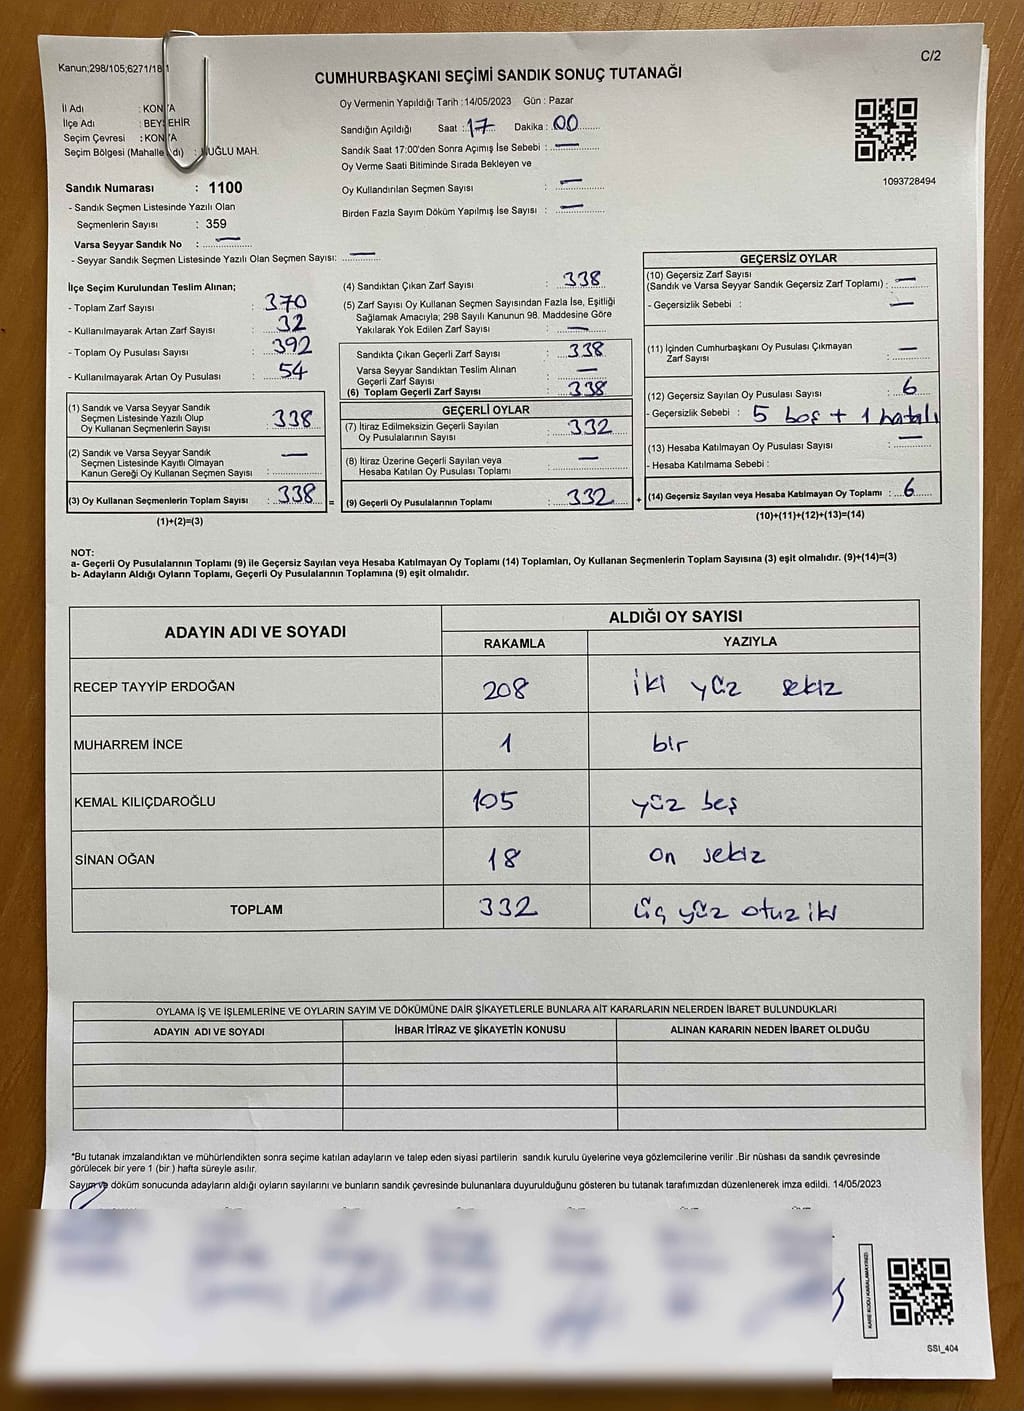 Kanun;298/105;6271/18
C/2
CUMHURBAŞKANI SEÇİMİ SANDIK SONUÇ TUTANAĞI
İl Adı : KON
İlçe Adı : BEY EHİR
Seçim Çevresi : KON A
Seçim Bölgesi (Mahalle dı) : UĞLU MAH.
Sandık Numarası : 1100
- Sandık Seçmen Listesinde Yazılı Olan
Seçmenlerin Sayısı : 359
Varsa Seyyar Sandık No : —
- Seyyar Sandık Seçmen Listesinde Yazılı Olan Seçmen Sayısı: —
Oy Vermenin Yapıldığı Tarih : 14/05/2023 Gün : Pazar
Sandığın Açıldığı Saat : 17 Dakika : 00
Sandık Saat 17:00'den Sonra Açımış İse Sebebi : —
Oy Verme Saati Bitiminde Sırada Bekleyen ve
Oy Kullandırılan Seçmen Sayısı : —
Birden Fazla Sayım Döküm Yapılmış İse Sayısı : —
1093728494
İlçe Seçim Kurulundan Teslim Alınan;
- Toplam Zarf Sayısı : 370
- Kullanılmayarak Artan Zarf Sayısı : 32
- Toplam Oy Pusulası Sayısı : 392
- Kullanılmayarak Artan Oy Pusulası : 54
(1) Sandık ve Varsa Seyyar Sandık
Seçmen Listesinde Yazılı Olup
Oy Kullanan Seçmenlerin Sayısı : 338
(2) Sandık ve Varsa Seyyar Sandık
Seçmen Listesinde Kayıtlı Olmayan
Kanun Gereği Oy Kullanan Seçmen Sayısı : —
(3) Oy Kullanan Seçmenlerin Toplam Sayısı : 338 =
(1)+(2)=(3)
(4) Sandıktan Çıkan Zarf Sayısı : 338
(5) Zarf Sayısı Oy Kullanan Seçmen Sayısından Fazla İse, Eşitliği
Sağlamak Amacıyla; 298 Sayılı Kanunun 98. Maddesine Göre
Yakılarak Yok Edilen Zarf Sayısı : —
Sandıkta Çıkan Geçerli Zarf Sayısı : 338
Varsa Seyyar Sandıktan Teslim Alınan
Geçerli Zarf Sayısı : —
(6) Toplam Geçerli Zarf Sayısı : 338
GEÇERLİ OYLAR
(7) İtiraz Edilmeksizin Geçerli Sayılan
Oy Pusulalarının Sayısı : 332
(8) İtiraz Üzerine Geçerli Sayılan veya
Hesaba Katılan Oy Pusulası Toplamı : —
(9) Geçerli Oy Pusulalarının Toplamı : 332 +
GEÇERSİZ OYLAR
(10) Geçersiz Zarf Sayısı
(Sandık ve Varsa Seyyar Sandık Geçersiz Zarf Toplamı) : —
- Geçersizlik Sebebi : —
(11) İçinden Cumhurbaşkanı Oy Pusulası Çıkmayan
Zarf Sayısı : —
(12) Geçersiz Sayılan Oy Pusulası Sayısı : 6
- Geçersizlik Sebebi : 5 boş + 1 hatalı
(13) Hesaba Katılmayan Oy Pusulası Sayısı : —
- Hesaba Katılmama Sebebi :
(14) Geçersiz Sayılan veya Hesaba Katılmayan Oy Toplamı : 6
(10)+(11)+(12)+(13)=(14)
NOT:
a- Geçerli Oy Pusulalarının Toplamı (9) ile Geçersiz Sayılan veya Hesaba Katılmayan Oy Toplamı (14) Toplamları, Oy Kullanan Seçmenlerin Toplam Sayısına (3) eşit olmalıdır. (9)+(14)=(3)
b- Adayların Aldığı Oyların Toplamı, Geçerli Oy Pusulalarının Toplamına (9) eşit olmalıdır.
ADAYIN ADI VE SOYADI
ALDIĞI OY SAYISI
RAKAMLA YAZIYLA
RECEP TAYYİP ERDOĞAN 208 iki yüz sekiz
MUHARREM İNCE 1 bir
KEMAL KILIÇDAROĞLU 105 yüz beş
SİNAN OĞAN 18 on sekiz
TOPLAM 332 üç yüz otuz iki
OYLAMA İŞ VE İŞLEMLERİNE VE OYLARIN SAYIM VE DÖKÜMÜNE DAİR ŞİKAYETLERLE BUNLARA AİT KARARLARIN NELERDEN İBARET BULUNDUKLARI
ADAYIN ADI VE SOYADI İHBAR İTİRAZ VE ŞİKAYETİN KONUSU ALINAN KARARIN NEDEN İBARET OLDUĞU
*Bu tutanak imzalandıktan ve mühürlendikten sonra seçime katılan adayların ve talep eden siyasi partilerin sandık kurulu üyelerine veya gözlemcilerine verilir .Bir nüshası da sandık çevresinde
görülecek bir yere 1 (bir ) hafta süreyle asılır.
Sayım ve döküm sonucunda adayların aldığı oyların sayılarını ve bunların sandık çevresinde bulunanlara duyurulduğunu gösteren bu tutanak tarafımızdan düzenlenerek imza edildi. 14/05/2023
KARE KODU KARALAMAYINIZ!
SSI_404